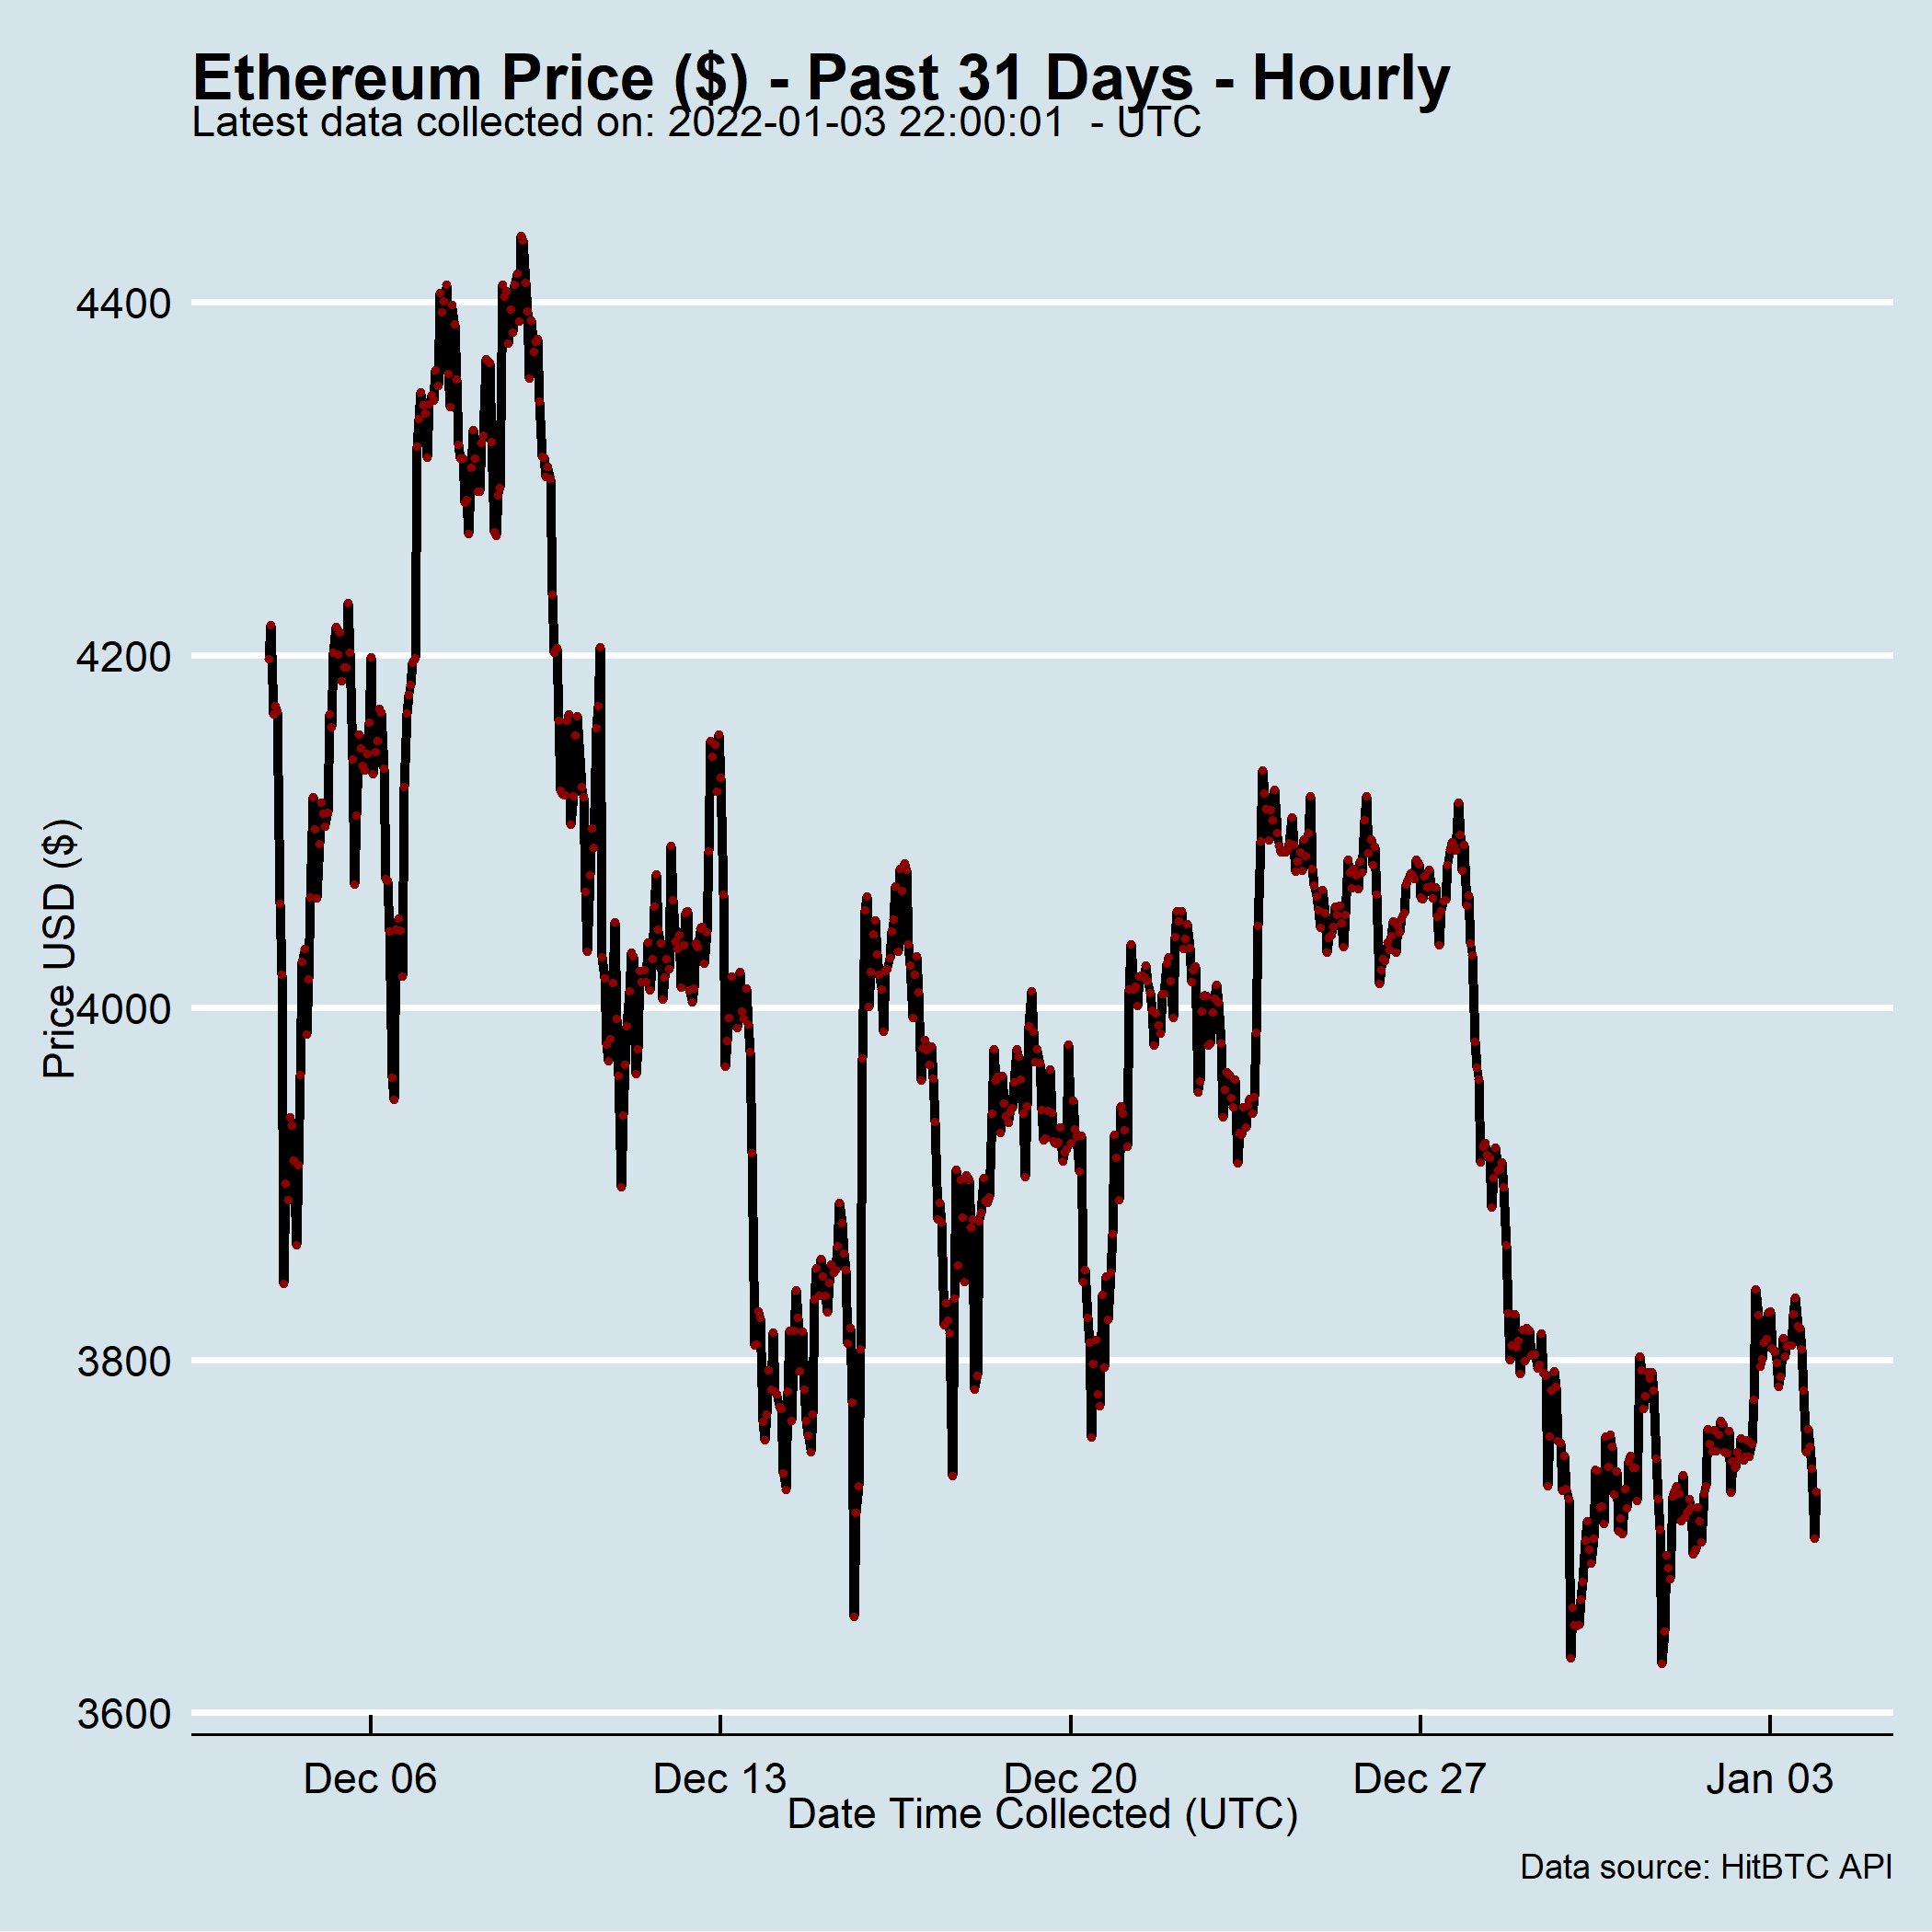 Ethereum Price ($) - Past 31 Days - Hourly
Latest data collected on: 2022-01-03 22:00:01  - UTC
4400
4200
4000
3800
3600
Price USD ($)
Dec 06
Dec 13
Dec 20
Dec 27
Jan 03
Date Time Collected (UTC)
Data source: HitBTC API